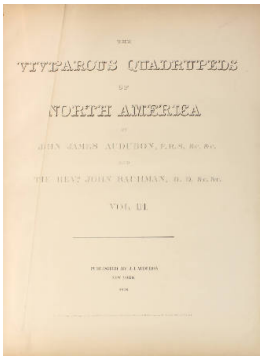 THE
VIVIPAROUS QUADRUPEDS
OF
NORTH AMERICA
BY
JOHN JAMES AUDUBON, F.R.S. &c. &c.
AND
THE REVD. JOHN BACHMAN, D.D. &c. &c.
VOL III
PUBLISHED BY J.J. AUDUBON
NEW YORK